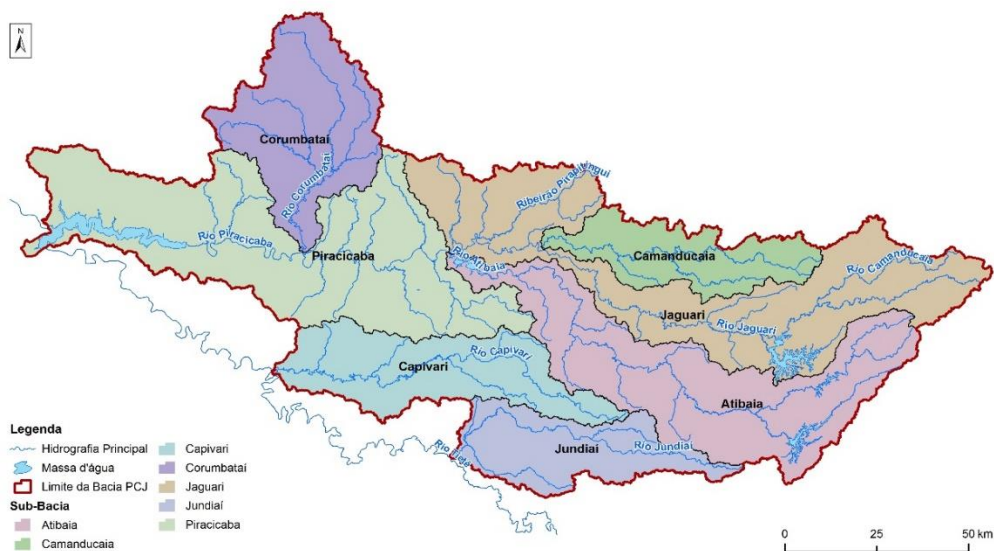 N
Corumbataí
Rio Corumbataí
Ribeirão Pirapitingui
Rio Piracicaba
Piracicaba
Rio Atibaia
Camanducaia
Rio Camanducaia
Jaguari
Rio Jaguari
Rio Capivari
Capivari
Atibaia
Jundiaí
Rio Jundiaí
Rio Tietê
Legenda
Hidrografia Principal
Massa d'água
Limite da Bacia PCJ
Sub-Bacia
Atibaia
Camanducaia
Capivari
Corumbataí
Jaguari
Jundiaí
Piracicaba
0 25 50 km